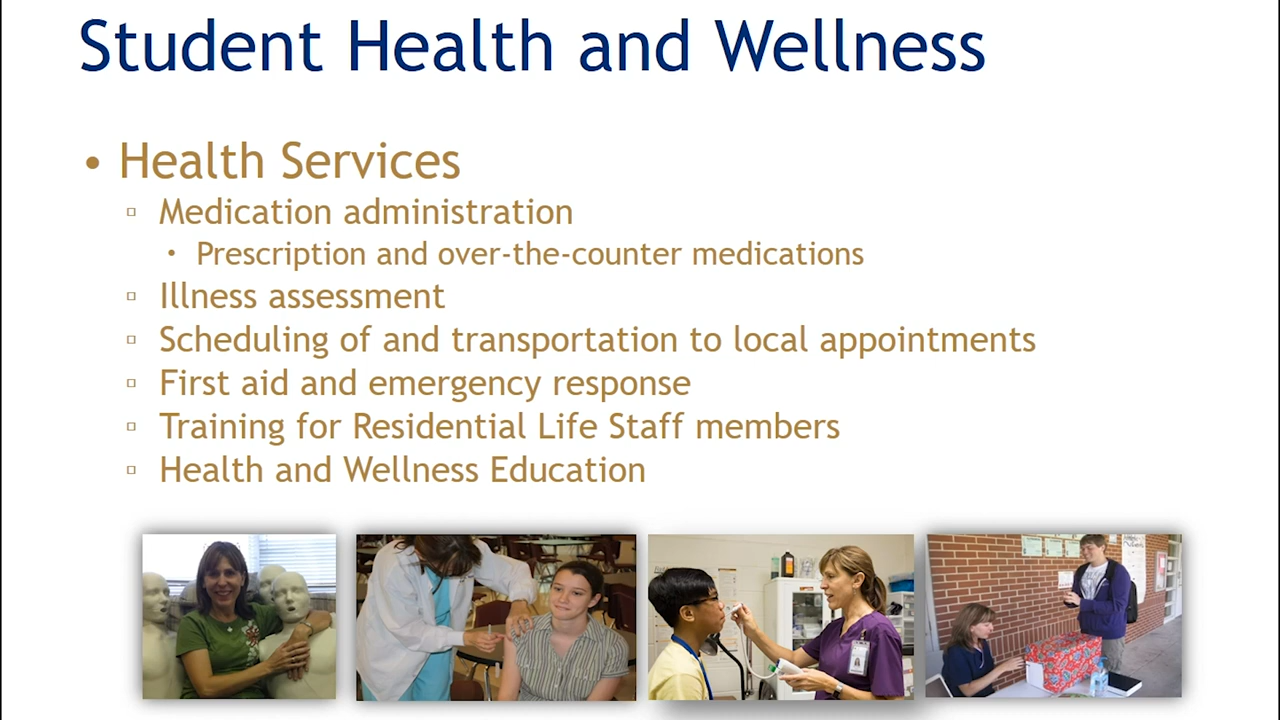 Student Health and Wellness
• Health Services
▫ Medication administration
• Prescription and over-the-counter medications
▫ Illness assessment
▫ Scheduling of and transportation to local appointments
▫ First aid and emergency response
▫ Training for Residential Life Staff members
▫ Health and Wellness Education